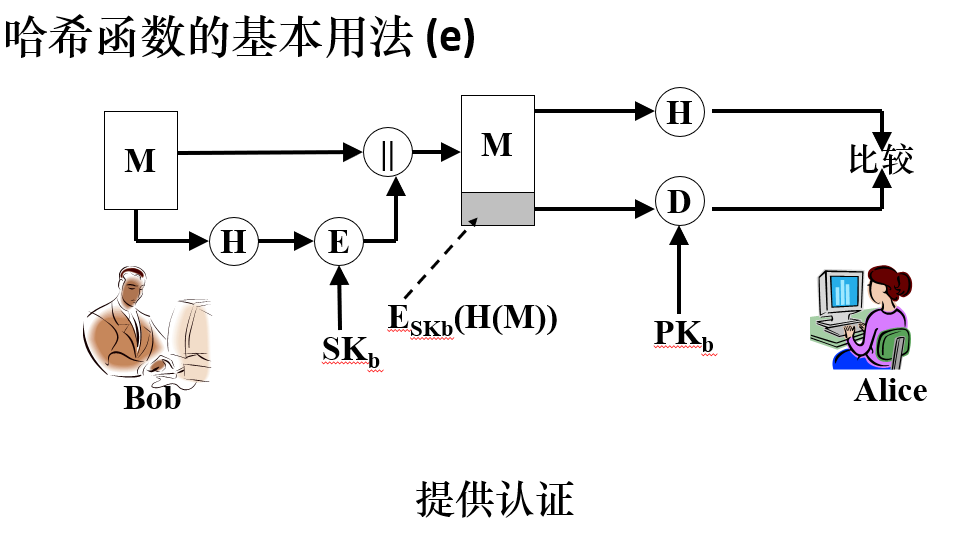 哈希函数的基本用法 (e)
M
||
M
H
比较
H
E
D
E_SKb(H(M))
SK_b
PK_b
Bob
Alice
提供认证